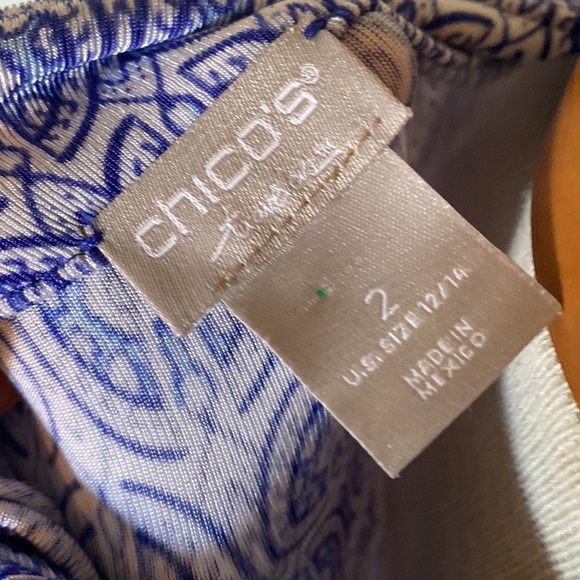 chico's®
2
U.S. SIZE 12/14
MADE IN
MEXICO